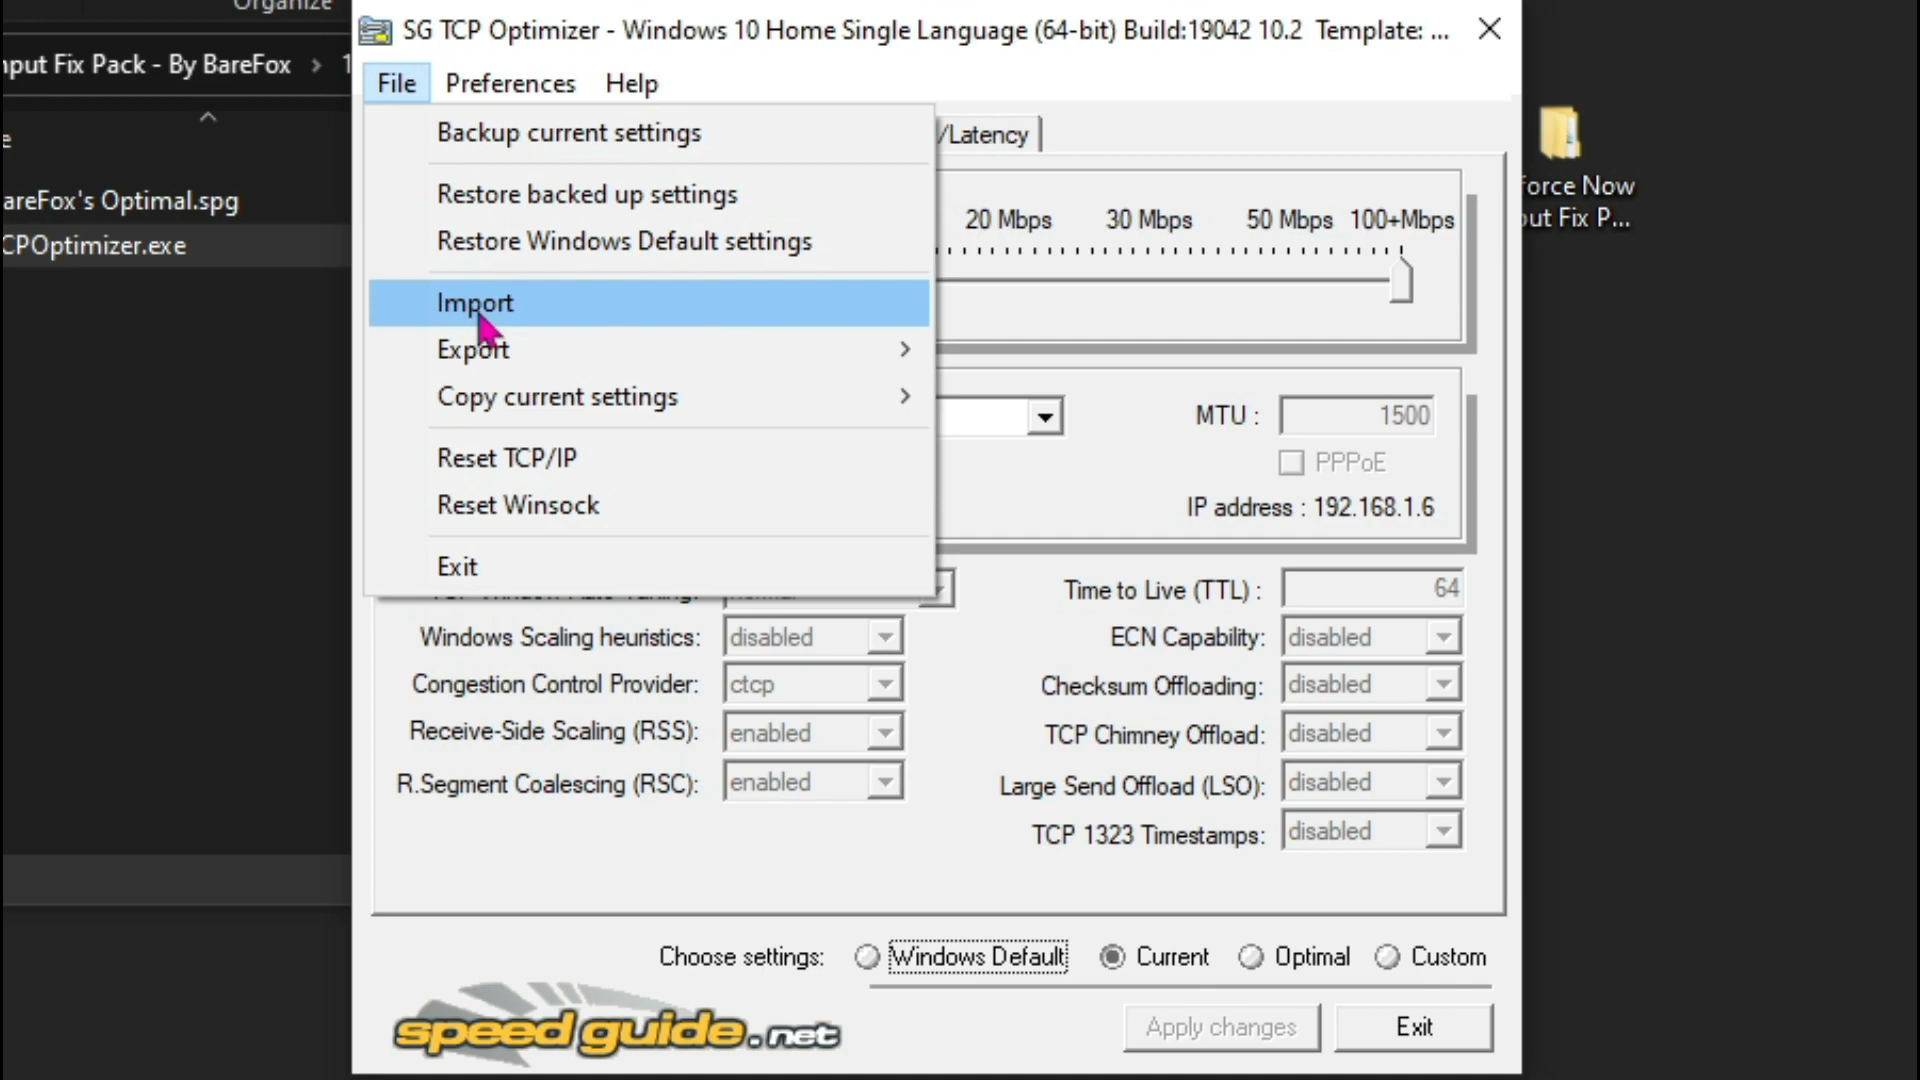 Organize
nput Fix Pack - By BareFox > 1
e
areFox's Optimal.spg
CPOptimizer.exe
SG TCP Optimizer - Windows 10 Home Single Language (64-bit) Build:19042 10.2 Template: ...
File Preferences Help
Backup current settings
Restore backed up settings
Restore Windows Default settings
Import
Export
Copy current settings
Reset TCP/IP
Reset Winsock
Exit
/Latency
20 Mbps 30 Mbps 50 Mbps 100+Mbps
MTU : 1500
PPPoE
IP address : 192.168.1.6
Time to Live (TTL) : 64
Windows Scaling heuristics: disabled
ECN Capability: disabled
Congestion Control Provider: ctcp
Checksum Offloading: disabled
Receive-Side Scaling (RSS): enabled
TCP Chimney Offload: disabled
R.Segment Coalescing (RSC): enabled
Large Send Offload (LSO): disabled
TCP 1323 Timestamps: disabled
Choose settings: Windows Default Current Optimal Custom
speedguide.net
Apply changes Exit
Force Now
out Fix P...